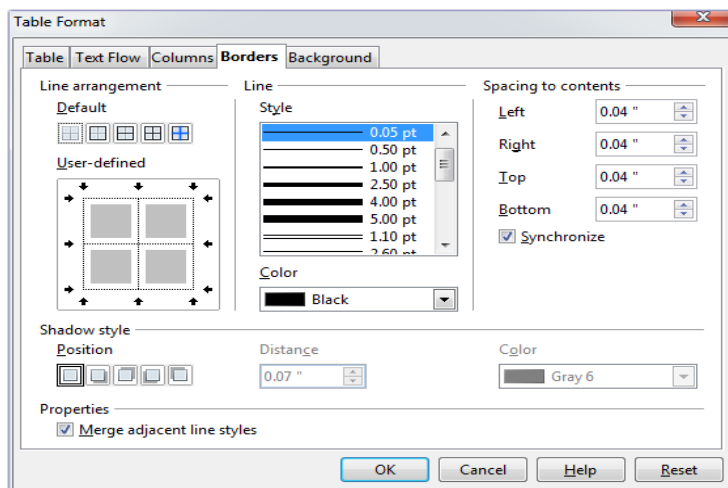 Table Format
Table Text Flow Columns Borders Background
Line arrangement
Default
User-defined
Line
Style
0.05 pt
0.50 pt
1.00 pt
2.50 pt
4.00 pt
5.00 pt
1.10 pt
2.60 pt
Color
Black
Spacing to contents
Left 0.04 "
Right 0.04 "
Top 0.04 "
Bottom 0.04 "
Synchronize
Shadow style
Position
Distance
0.07 "
Color
Gray 6
Properties
Merge adjacent line styles
OK Cancel Help Reset